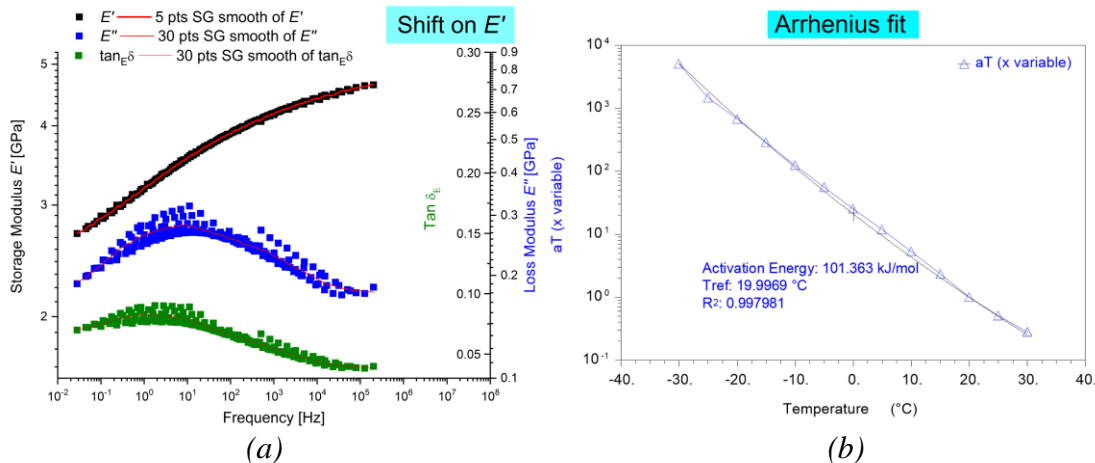 E' 5 pts SG smooth of E'
E" 30 pts SG smooth of E"
tanEδ 30 pts SG smooth of tanEδ
Shift on E'
5
4
3
2
Storage Modulus E' [GPa]
0.30
0.25
0.20
0.15
0.10
0.05
Tan δE
0.9
0.8
0.7
0.6
0.5
0.4
0.3
0.2
0.1
Loss Modulus E" [GPa]
10⁻² 10⁻¹ 10⁰ 10¹ 10² 10³ 10⁴ 10⁵ 10⁶ 10⁷ 10⁸
Frequency [Hz]
(a)
Arrhenius fit
aT (x variable)
10⁴
10³
10²
10¹
10⁰
10⁻¹
aT (x variable)
Activation Energy: 101.363 kJ/mol
Tref: 19.9969 °C
R²: 0.997981
-40. -30. -20. -10. 0. 10. 20. 30. 40.
Temperature (°C)
(b)